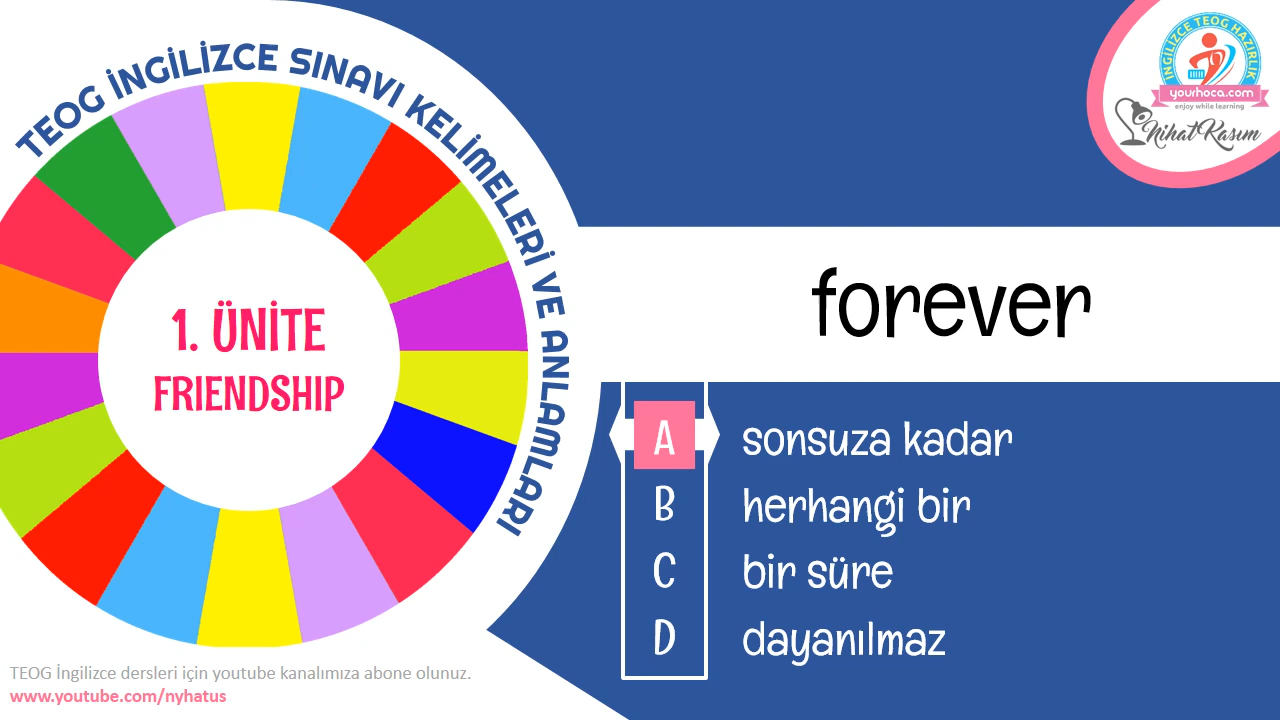 TEOG İNGİLİZCE SINAVI KELİMELERİ VE ANLAMLARI
İNGİLİZCE TEOG HAZIRLIK
yourhoca.com
enjoy while learning
Nihat Kasım
1. ÜNİTE
FRIENDSHIP
forever
A sonsuza kadar
B herhangi bir
C bir süre
D dayanılmaz
TEOG İngilizce dersleri için youtube kanalımıza abone olunuz.
www.youtube.com/nyhatus